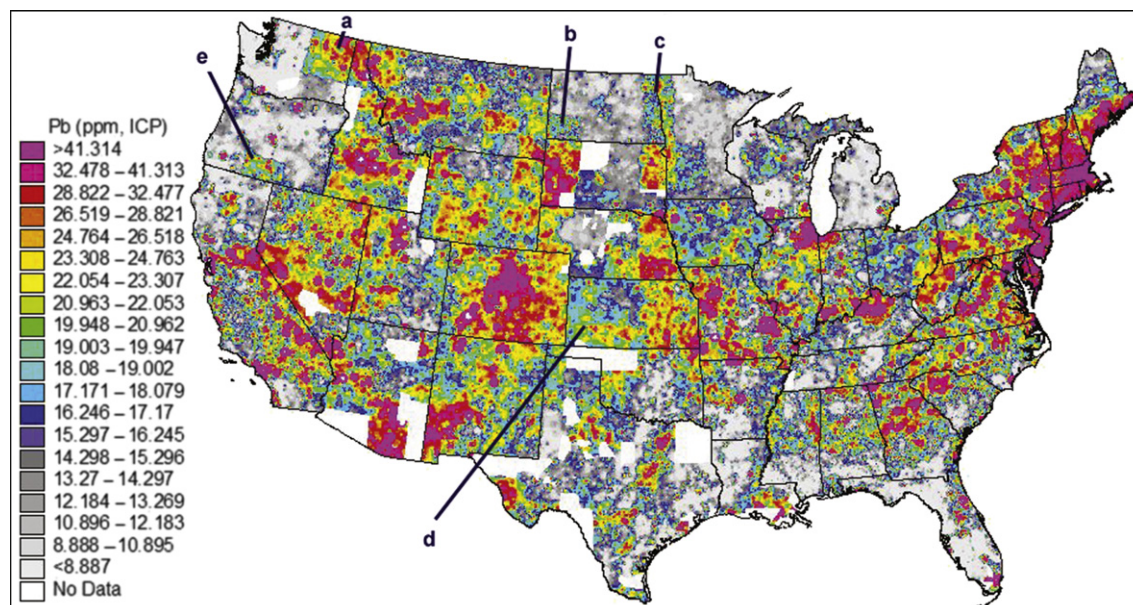 a
b
c
e
Pb (ppm, ICP)
>41.314
32.478 – 41.313
28.822 – 32.477
26.519 – 28.821
24.764 – 26.518
23.308 – 24.763
22.054 – 23.307
20.963 – 22.053
19.948 – 20.962
19.003 – 19.947
18.08 – 19.002
17.171 – 18.079
16.246 – 17.17
15.297 – 16.245
14.298 – 15.296
13.27 – 14.297
12.184 – 13.269
10.896 – 12.183
8.888 – 10.895
<8.887
No Data
d